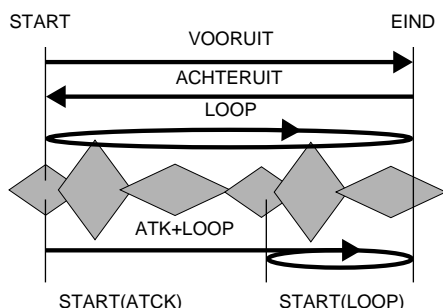 START EIND
VOORUIT
ACHTERUIT
LOOP
ATK+LOOP
START(ATCK) START(LOOP)